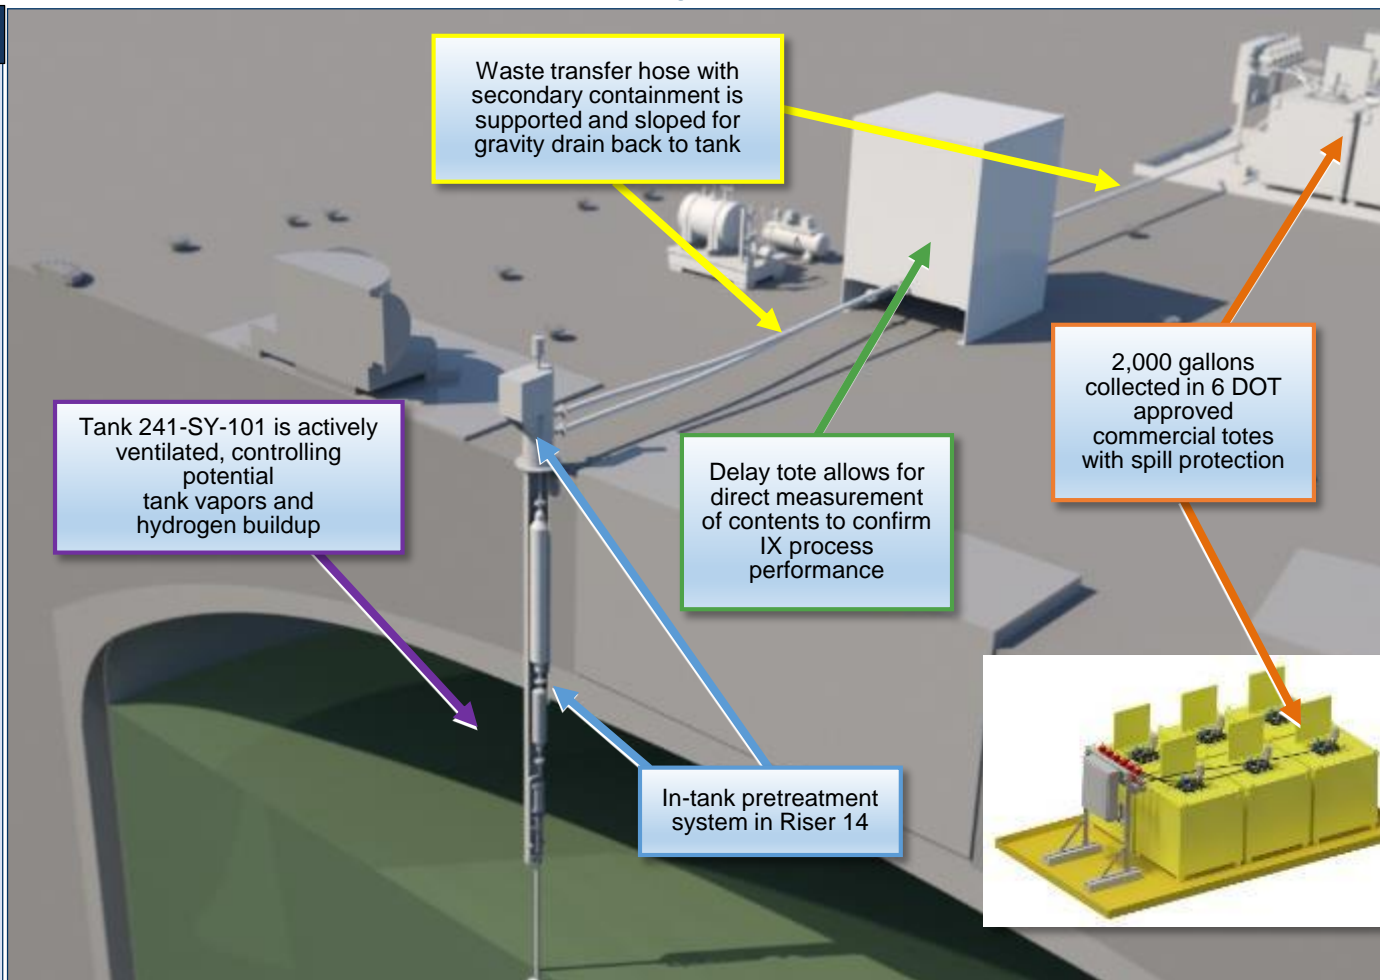 Waste transfer hose with
secondary containment is
supported and sloped for
gravity drain back to tank
2,000 gallons
collected in 6 DOT
approved
commercial totes
with spill protection
Tank 241-SY-101 is actively
ventilated, controlling
potential
tank vapors and
hydrogen buildup
Delay tote allows for
direct measurement
of contents to confirm
IX process
performance
In-tank pretreatment
system in Riser 14